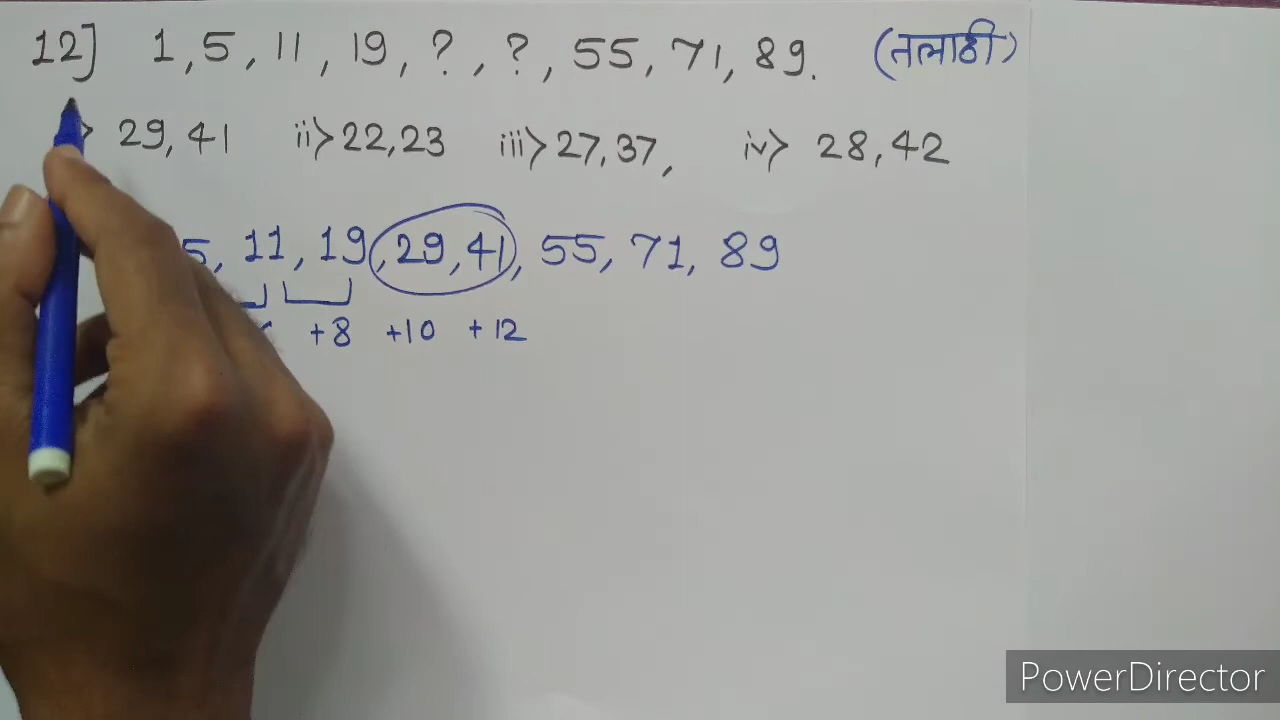 12] 1, 5, 11, 19, ?, ?, 55, 71, 89. (तलाठी)
> 29, 41 ii> 22, 23 iii> 27, 37, iv> 28, 42
5, 11, 19, 29, 41, 55, 71, 89
+8 +10 +12
PowerDirector